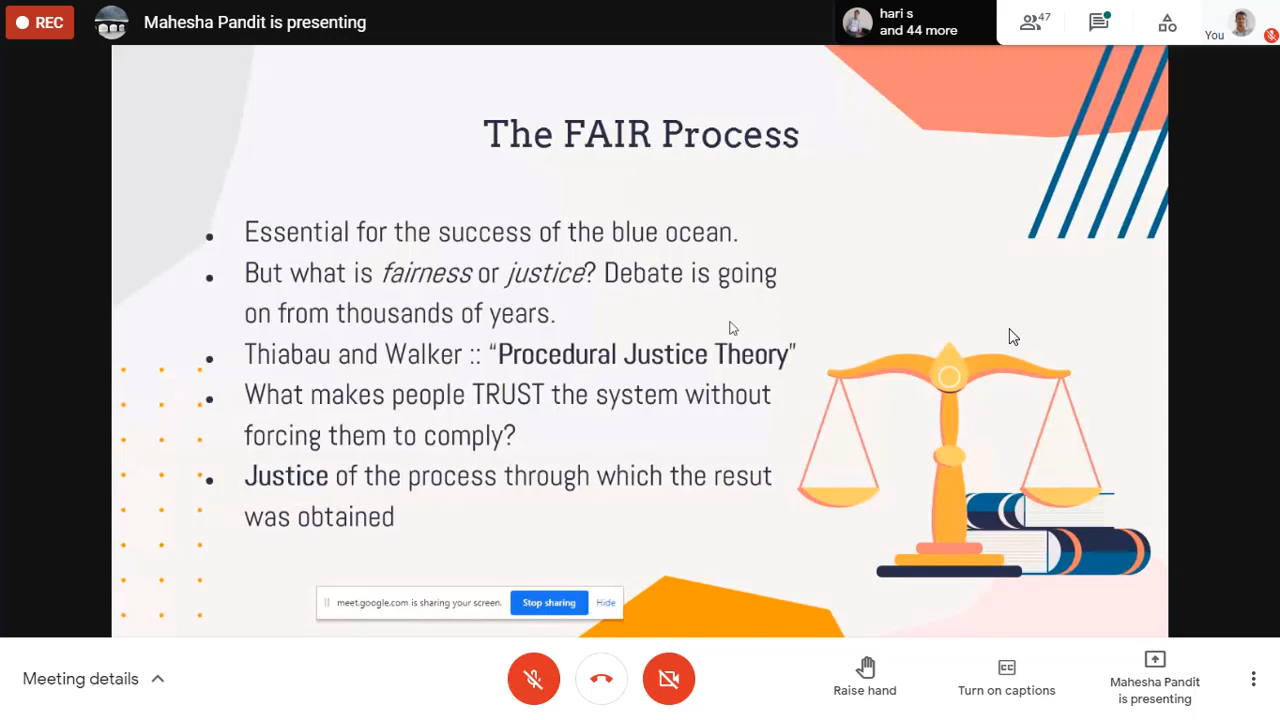 REC
Mahesha Pandit is presenting
hari s
and 44 more
47
You
The FAIR Process
• Essential for the success of the blue ocean.
• But what is fairness or justice? Debate is going
on from thousands of years.
• Thiabau and Walker :: “Procedural Justice Theory”
• What makes people TRUST the system without
forcing them to comply?
• Justice of the process through which the resut
was obtained
meet.google.com is sharing your screen.
Stop sharing
Hide
Meeting details
Raise hand
CC
Turn on captions
Mahesha Pandit
is presenting